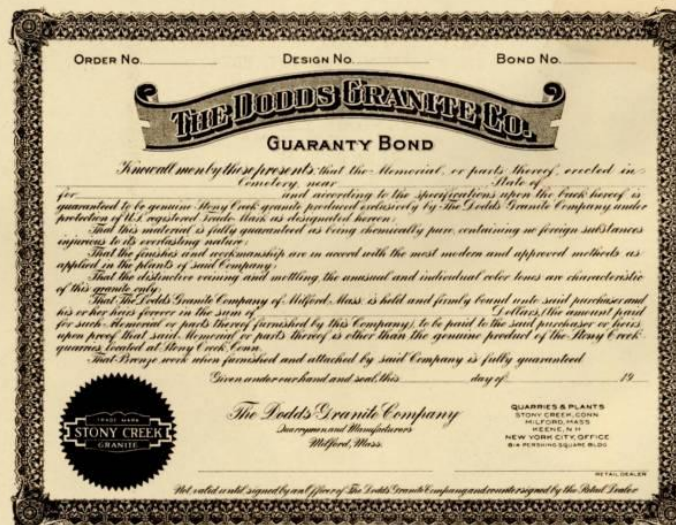 ORDER NO. DESIGN NO. BOND NO.
THE DODDS GRANITE CO.
GUARANTY BOND
Know all men by these presents: that the Memorial, or parts thereof, erected in
Cemetery, near State of
for and according to the specifications upon the back hereof is
guaranteed to be genuine Stony Creek granite produced exclusively by The Dodds Granite Company under
protection of U.S. registered Trade Mark as designated hereon;
That this material is fully guaranteed as being chemically pure, containing no foreign substances
injurious to its everlasting nature;
That the finishes and workmanship are in accord with the most modern and approved methods as
applied in the plants of said Company;
That the distinctive veining and mottling, the unusual and individual color tones are characteristic
of this granite only;
That The Dodds Granite Company of Milford, Mass. is held and firmly bound unto said purchaser and
his or her heirs forever in the sum of Dollars, (the amount paid
for such Memorial or parts thereof furnished by this Company), to be paid to the said purchaser or heirs,
upon proof that said Memorial or parts thereof is other than the genuine product of the Stony Creek
quarries, located at Stony Creek, Conn.
That Bronze work when furnished and attached by said Company is fully guaranteed
Given under our hand and seal, this day of 19
TRADE MARK
STONY CREEK
GRANITE
The Dodds Granite Company
Quarrymen and Manufacturers
Milford, Mass.
QUARRIES & PLANTS
STONY CREEK, CONN
MILFORD, MASS
KEENE, N H
NEW YORK CITY, OFFICE
814 PERSHING SQUARE BLDG
RETAIL DEALER
Not valid until signed by an Officer of The Dodds Granite Company and countersigned by the Retail Dealer